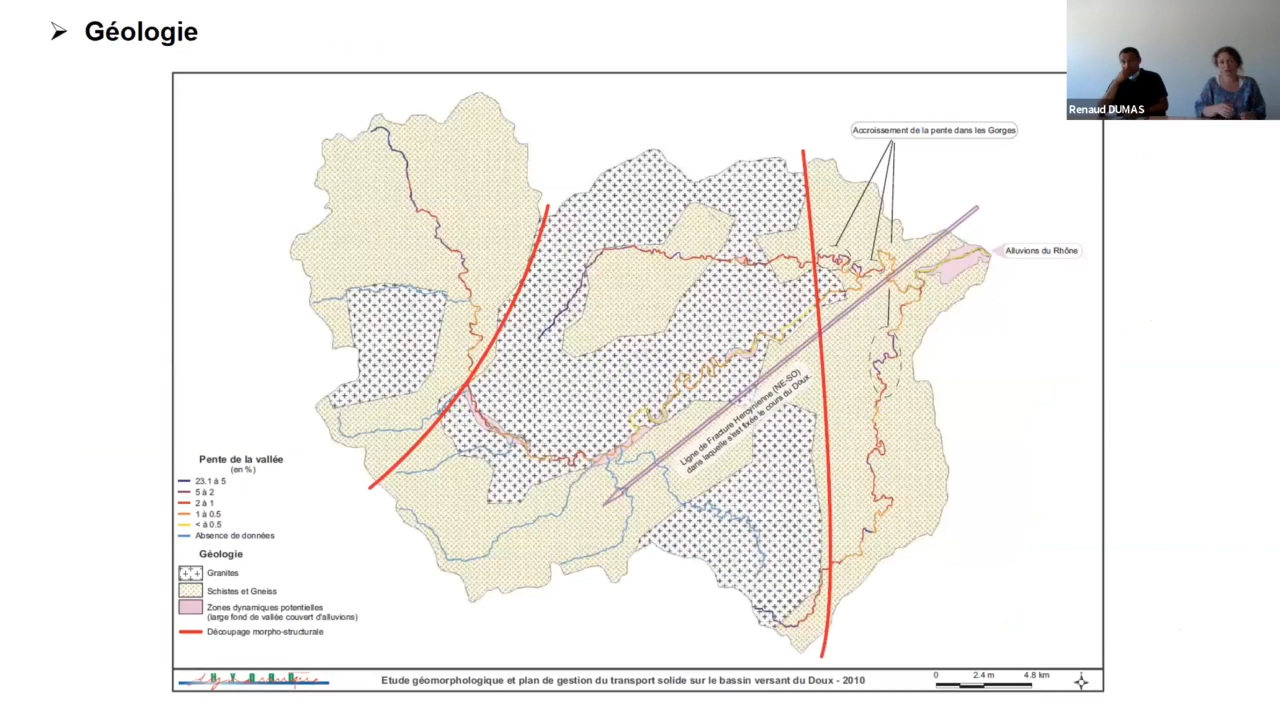 ➢ Géologie
Renaud DUMAS
Accroissement de la pente dans les Gorges
Alluvions du Rhône
Ligne de Fracture Hercynienne (NE-SO)
dans laquelle s'est fixée le cours du Doux.
Pente de la vallée
(en %)
23.1 à 5
5 à 2
2 à 1
1 à 0.5
< à 0.5
Absence de données
Géologie
Granites
Schistes et Gneiss
Zones dynamiques potentielles
(large fond de vallée couvert d'alluvions)
Découpage morpho-structurale
Etude géomorphologique et plan de gestion du transport solide sur le bassin versant du Doux - 2010
0 2.4 m 4.8 km